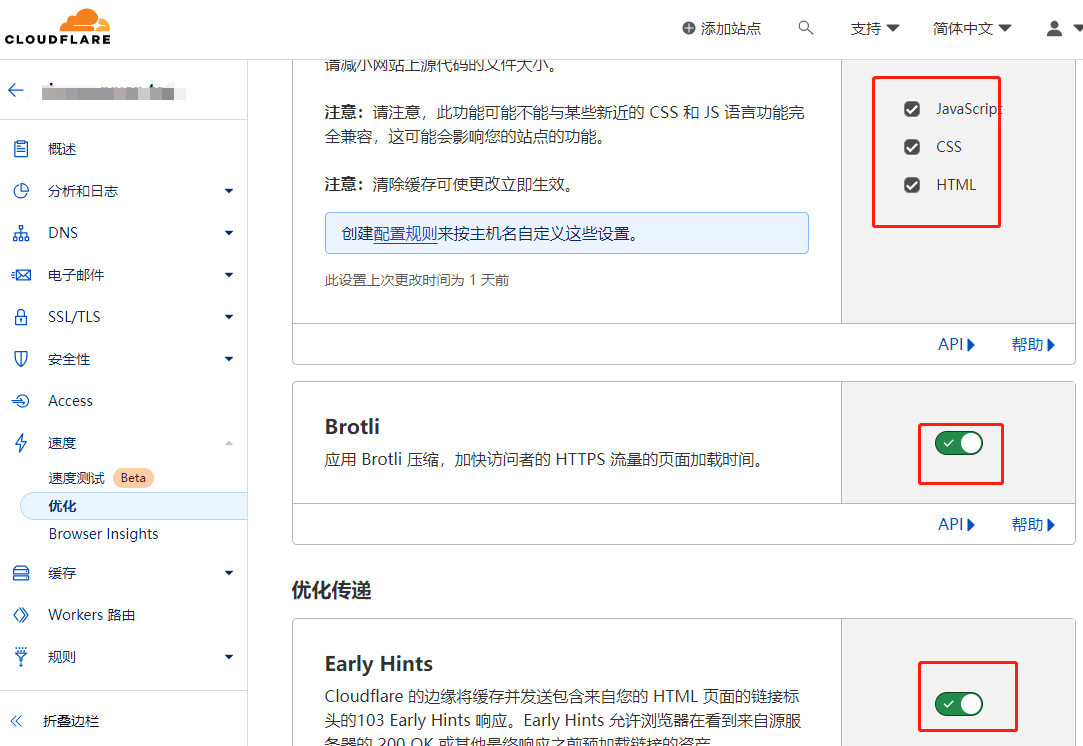 CLOUDFLARE
添加站点
支持
简体中文
概述
分析和日志
DNS
电子邮件
SSL/TLS
安全性
Access
速度
速度测试 Beta
优化
Browser Insights
缓存
Workers 路由
规则
折叠边栏
请减小网站上源代码的文件大小。
注意：请注意，此功能可能不能与某些新近的 CSS 和 JS 语言功能完
全兼容，这可能会影响您的站点的功能。
注意：清除缓存可使更改立即生效。
创建配置规则来按主机名自定义这些设置。
此设置上次更改时间为 1 天前
JavaScript
CSS
HTML
API
帮助
Brotli
应用 Brotli 压缩，加快访问者的 HTTPS 流量的页面加载时间。
API
帮助
优化传递
Early Hints
Cloudflare 的边缘将缓存并发送包含来自您的 HTML 页面的链接标
头的103 Early Hints 响应。Early Hints 允许浏览器在看到来自源服
务器的 200 OK 或其他最终响应之前预加载链接的资产。